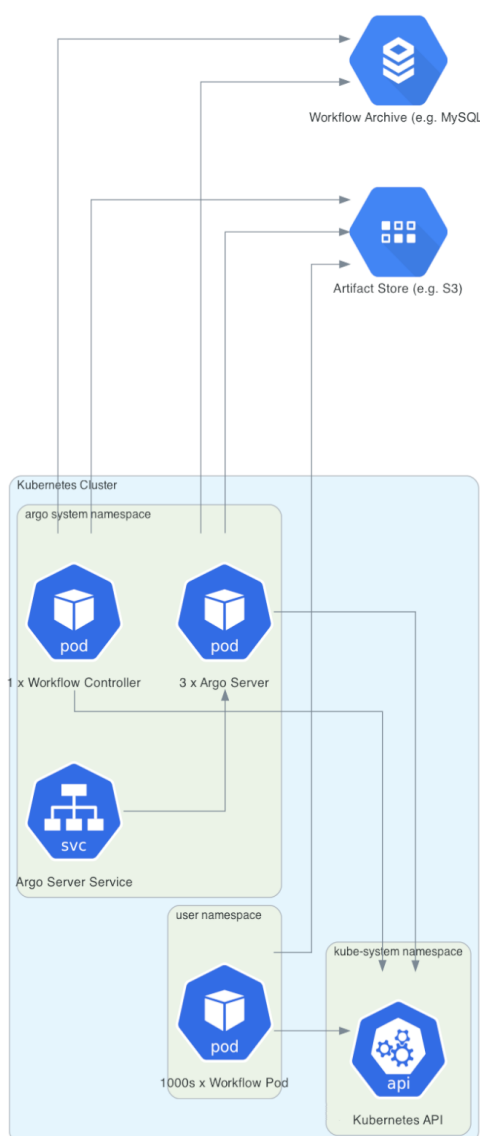 Workflow Archive (e.g. MySQL
Artifact Store (e.g. S3)
Kubernetes Cluster
argo system namespace
pod
pod
1 x Workflow Controller
3 x Argo Server
svc
Argo Server Service
user namespace
kube-system namespace
pod
api
1000s x Workflow Pod
Kubernetes API